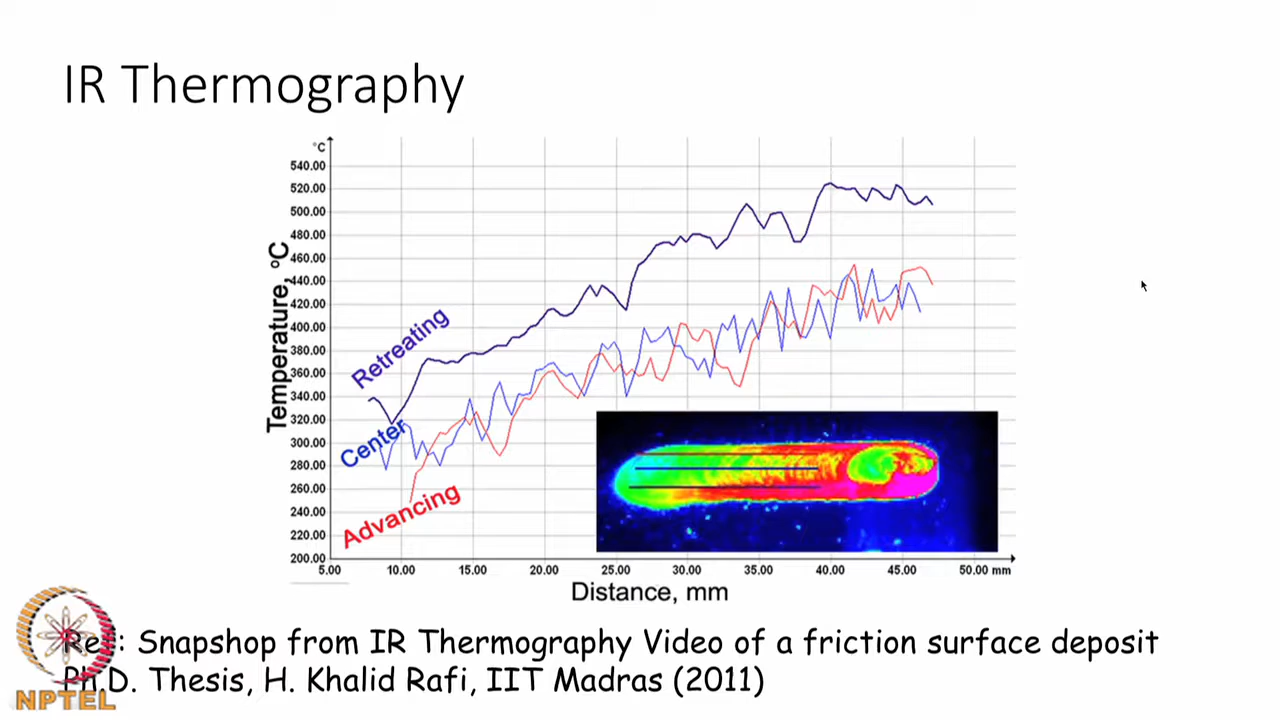 IR Thermography
°C
540.00
520.00
500.00
480.00
460.00
440.00
420.00
400.00
380.00
360.00
340.00
320.00
300.00
280.00
260.00
240.00
220.00
200.00
Temperature, °C
Retreating
Center
Advancing
5.00 10.00 15.00 20.00 25.00 30.00 35.00 40.00 45.00 50.00 mm
Distance, mm
Snapshop from IR Thermography Video of a friction surface deposit
Ph.D. Thesis, H. Khalid Rafi, IIT Madras (2011)
NPTEL